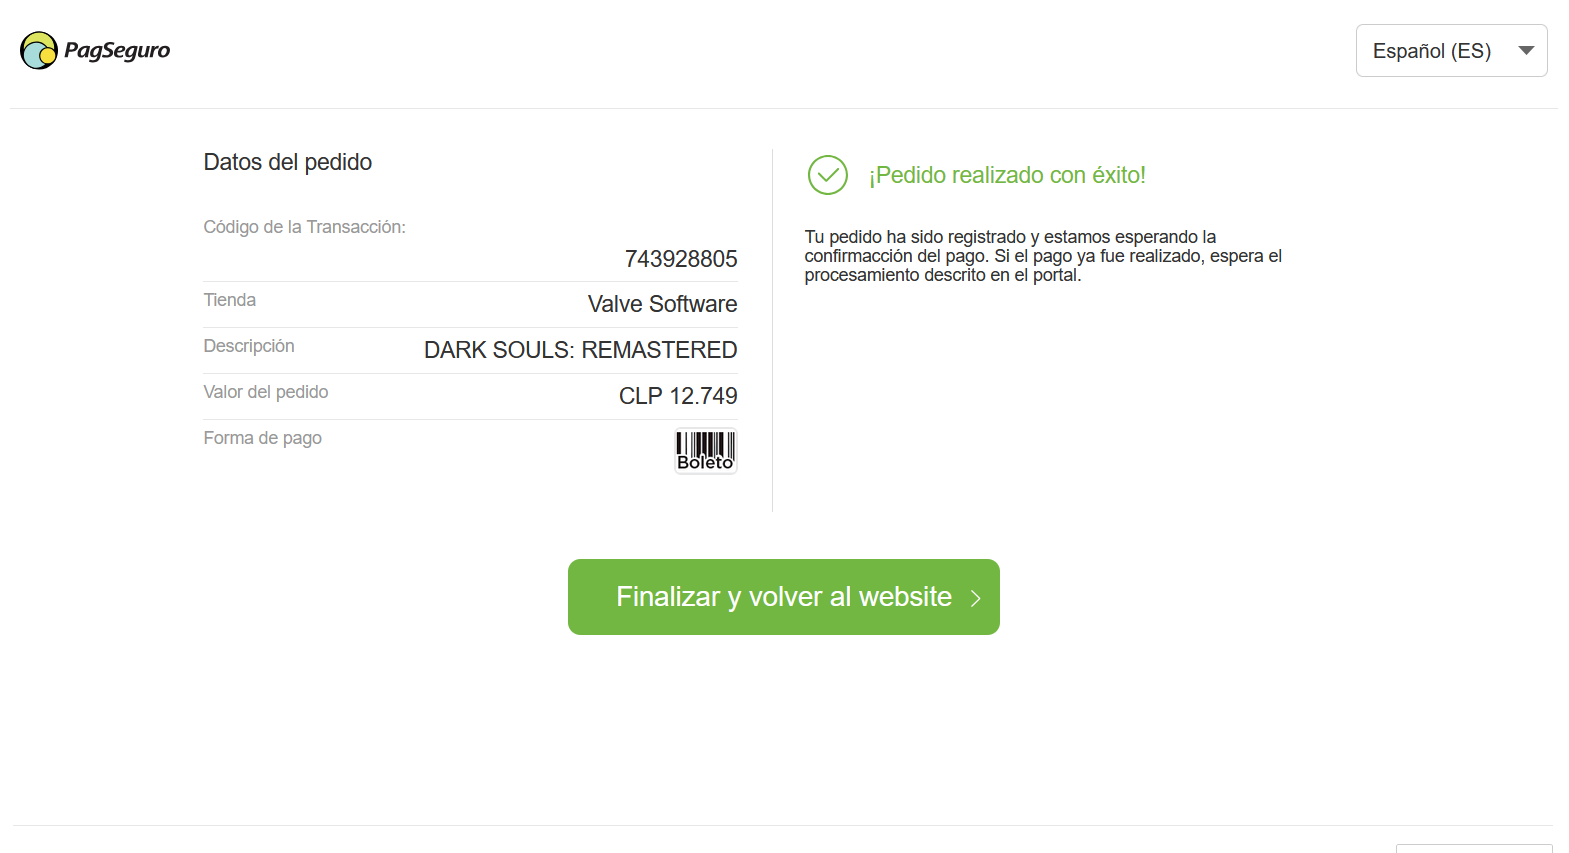 PagSeguro
Español (ES)
Datos del pedido
Código de la Transacción:
743928805
Tienda
Valve Software
Descripción
DARK SOULS: REMASTERED
Valor del pedido
CLP 12.749
Forma de pago
Boleto
¡Pedido realizado con éxito!
Tu pedido ha sido registrado y estamos esperando la
confirmacción del pago. Si el pago ya fue realizado, espera el
procesamiento descrito en el portal.
Finalizar y volver al website